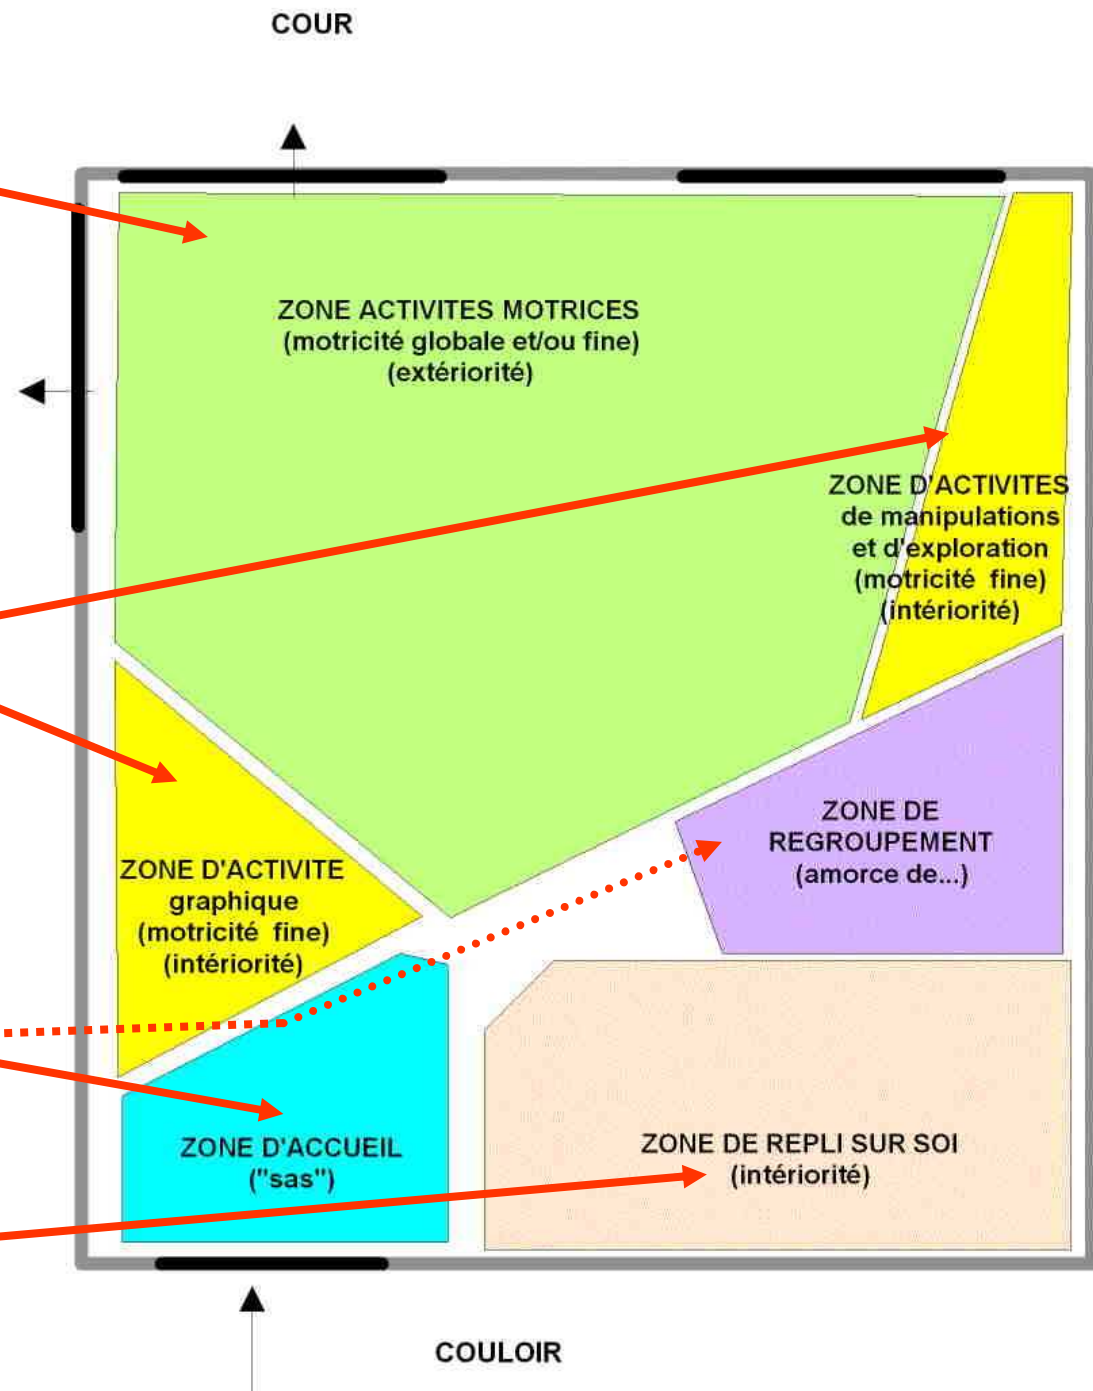 COUR
ZONE ACTIVITES MOTRICES
(motricité globale et/ou fine)
(extériorité)
ZONE D'ACTIVITES
de manipulations
et d'exploration
(motricité fine)
(intériorité)
ZONE DE
REGROUPEMENT
(amorce de...)
ZONE D'ACTIVITE
graphique
(motricité fine)
(intériorité)
ZONE D'ACCUEIL
("sas")
ZONE DE REPLI SUR SOI
(intériorité)
COULOIR